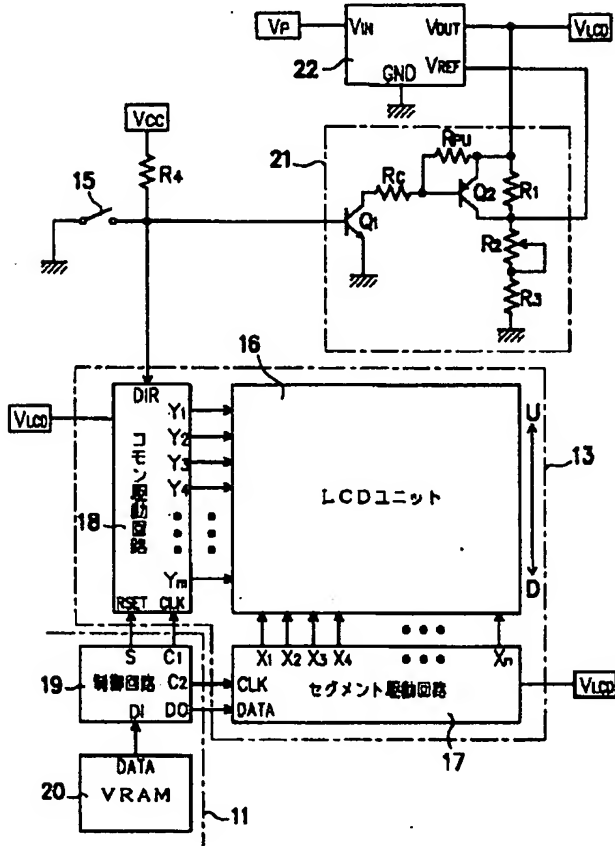 VP
VIN
VOUT
VLCD
22
GND
VREF
VCC
21
RPU
R4
15
RC
Q2
R1
Q1
R2
R3
16
DIR
VLCD
Y1
Y2
Y3
Y4
Ym
U
D
13
コモン駆動回路
18
LCDユニット
RSET
CLK
X1
X2
X3
X4
Xn
S
C1
19
制御回路
C2
DI
DO
CLK
DATA
セグメント駆動回路
VLCD
17
DATA
20
VRAM
11